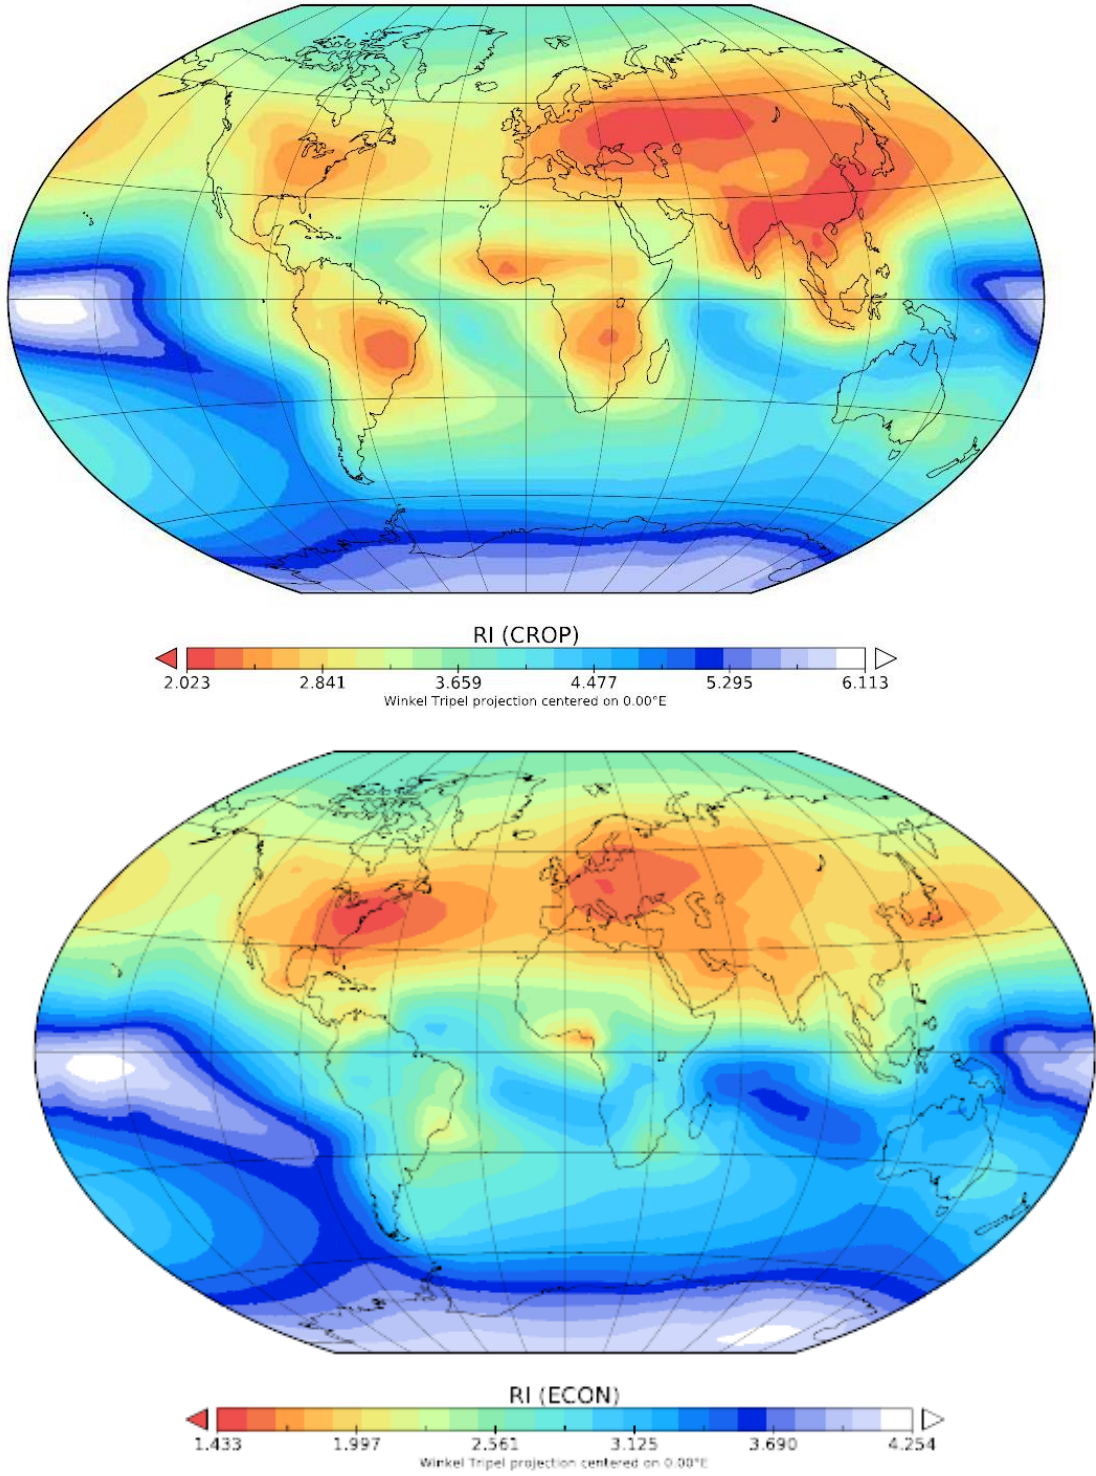 RI (CROP)
2.023 2.841 3.659 4.477 5.295 6.113
Winkel Tripel projection centered on 0.00°E
RI (ECON)
1.433 1.997 2.561 3.125 3.690 4.254
Winkel Tripel projection centered on 0.00°E